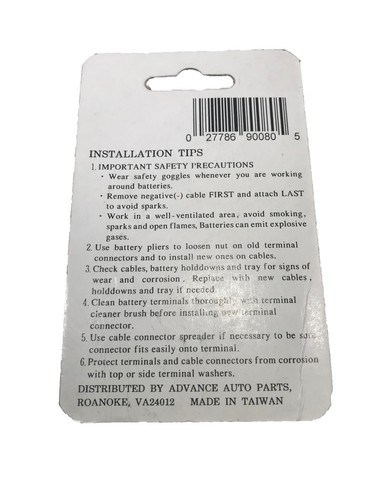 0 27786 90080 5
INSTALLATION TIPS
1. IMPORTANT SAFETY PRECAUTIONS
· Wear safety goggles whenever you are working
around batteries.
· Remove negative(-) cable FIRST and attach LAST
to avoid sparks.
· Work in a well-ventilated area, avoid smoking,
sparks and open flames, Batteries can emit explosive
gases.
2. Use battery pliers to loosen nut on old terminal
connectors and to install new ones on cables.
3. Check cables, battery holddowns and tray for signs of
wear and corrosion, Replace with new cables,
holddowns and tray if needed
4. Clean battery terminals thoroughly with terminal
cleaner brush before installing new terminal
connector.
5. Use cable connector spreader if necessary to be sure
connector fits easily onto terminal.
6. Protect terminals and cable connectors from corrosion
with top or side terminal washers.
DISTRIBUTED BY ADVANCE AUTO PARTS,
ROANOKE, VA24012 MADE IN TAIWAN